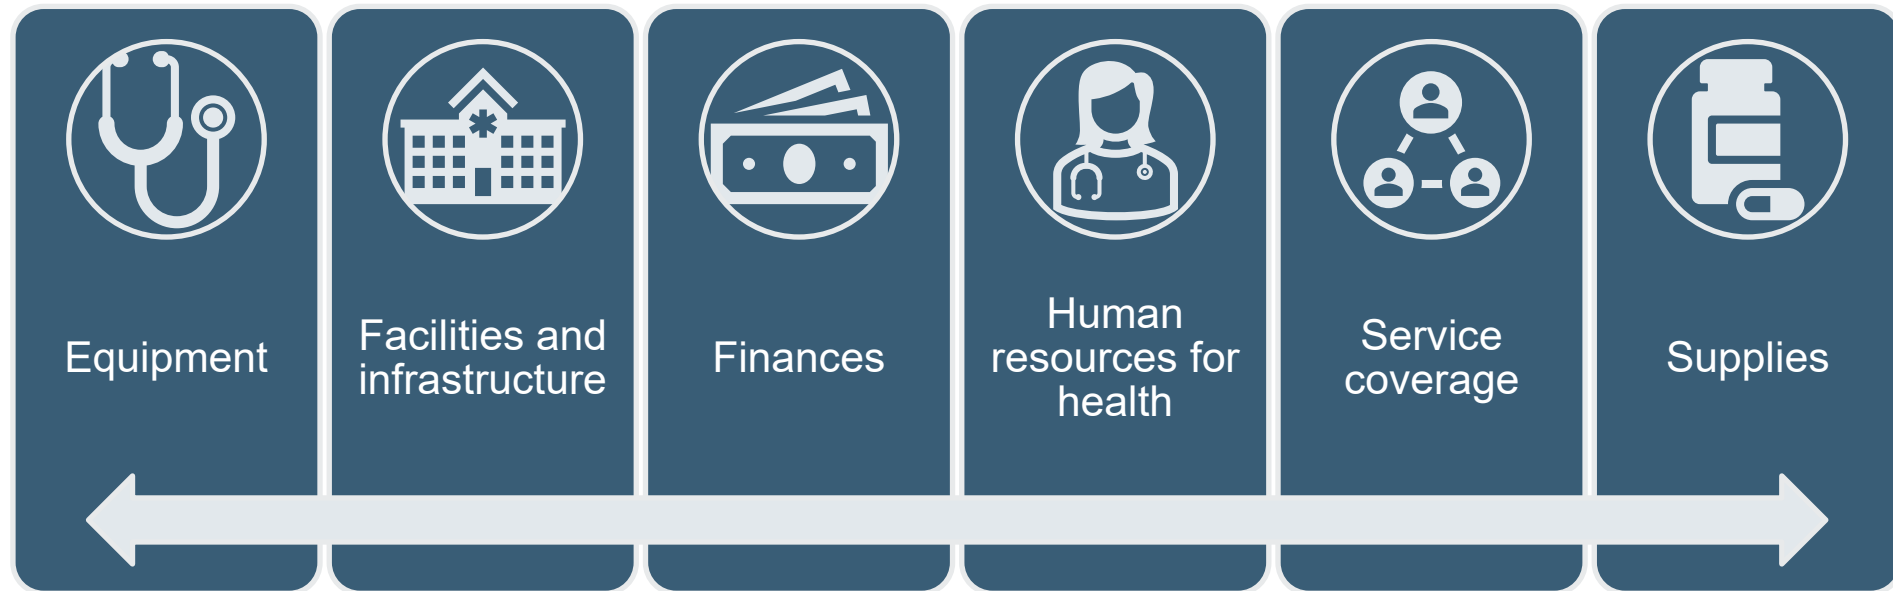 Equipment
Facilities and
infrastructure
Finances
Human
resources for
health
Service
coverage
Supplies